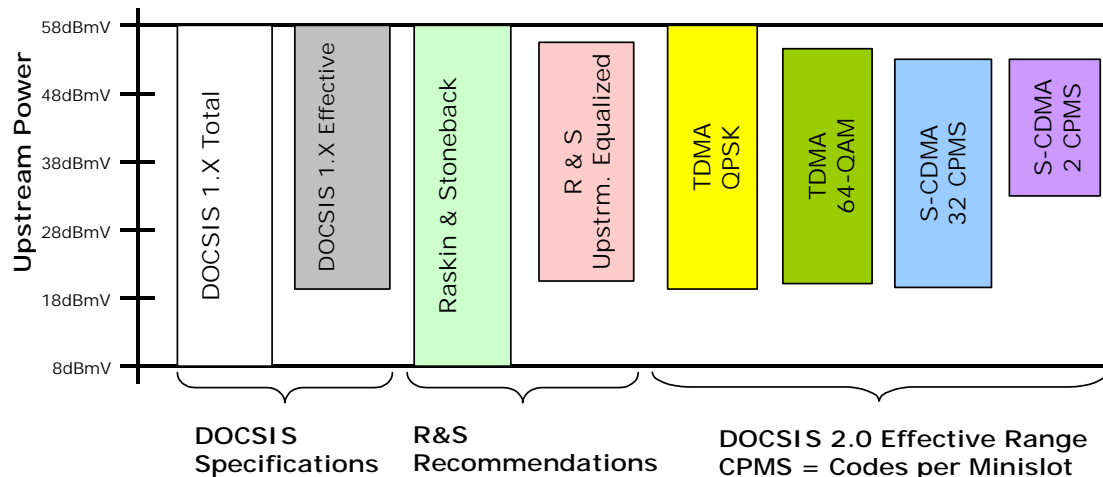 Upstream Power
58dBmV
48dBmV
38dBmV
28dBmV
18dBmV
8dBmV
DOCSIS 1.X Total
DOCSIS 1.X Effective
Raskin & Stoneback
R & S
Upstrm. Equalized
TDMA
QPSK
TDMA
64-QAM
S-CDMA
32 CPMS
S-CDMA
2 CPMS
DOCSIS
Specifications
R&S
Recommendations
DOCSIS 2.0 Effective Range
CPMS = Codes per Minislot